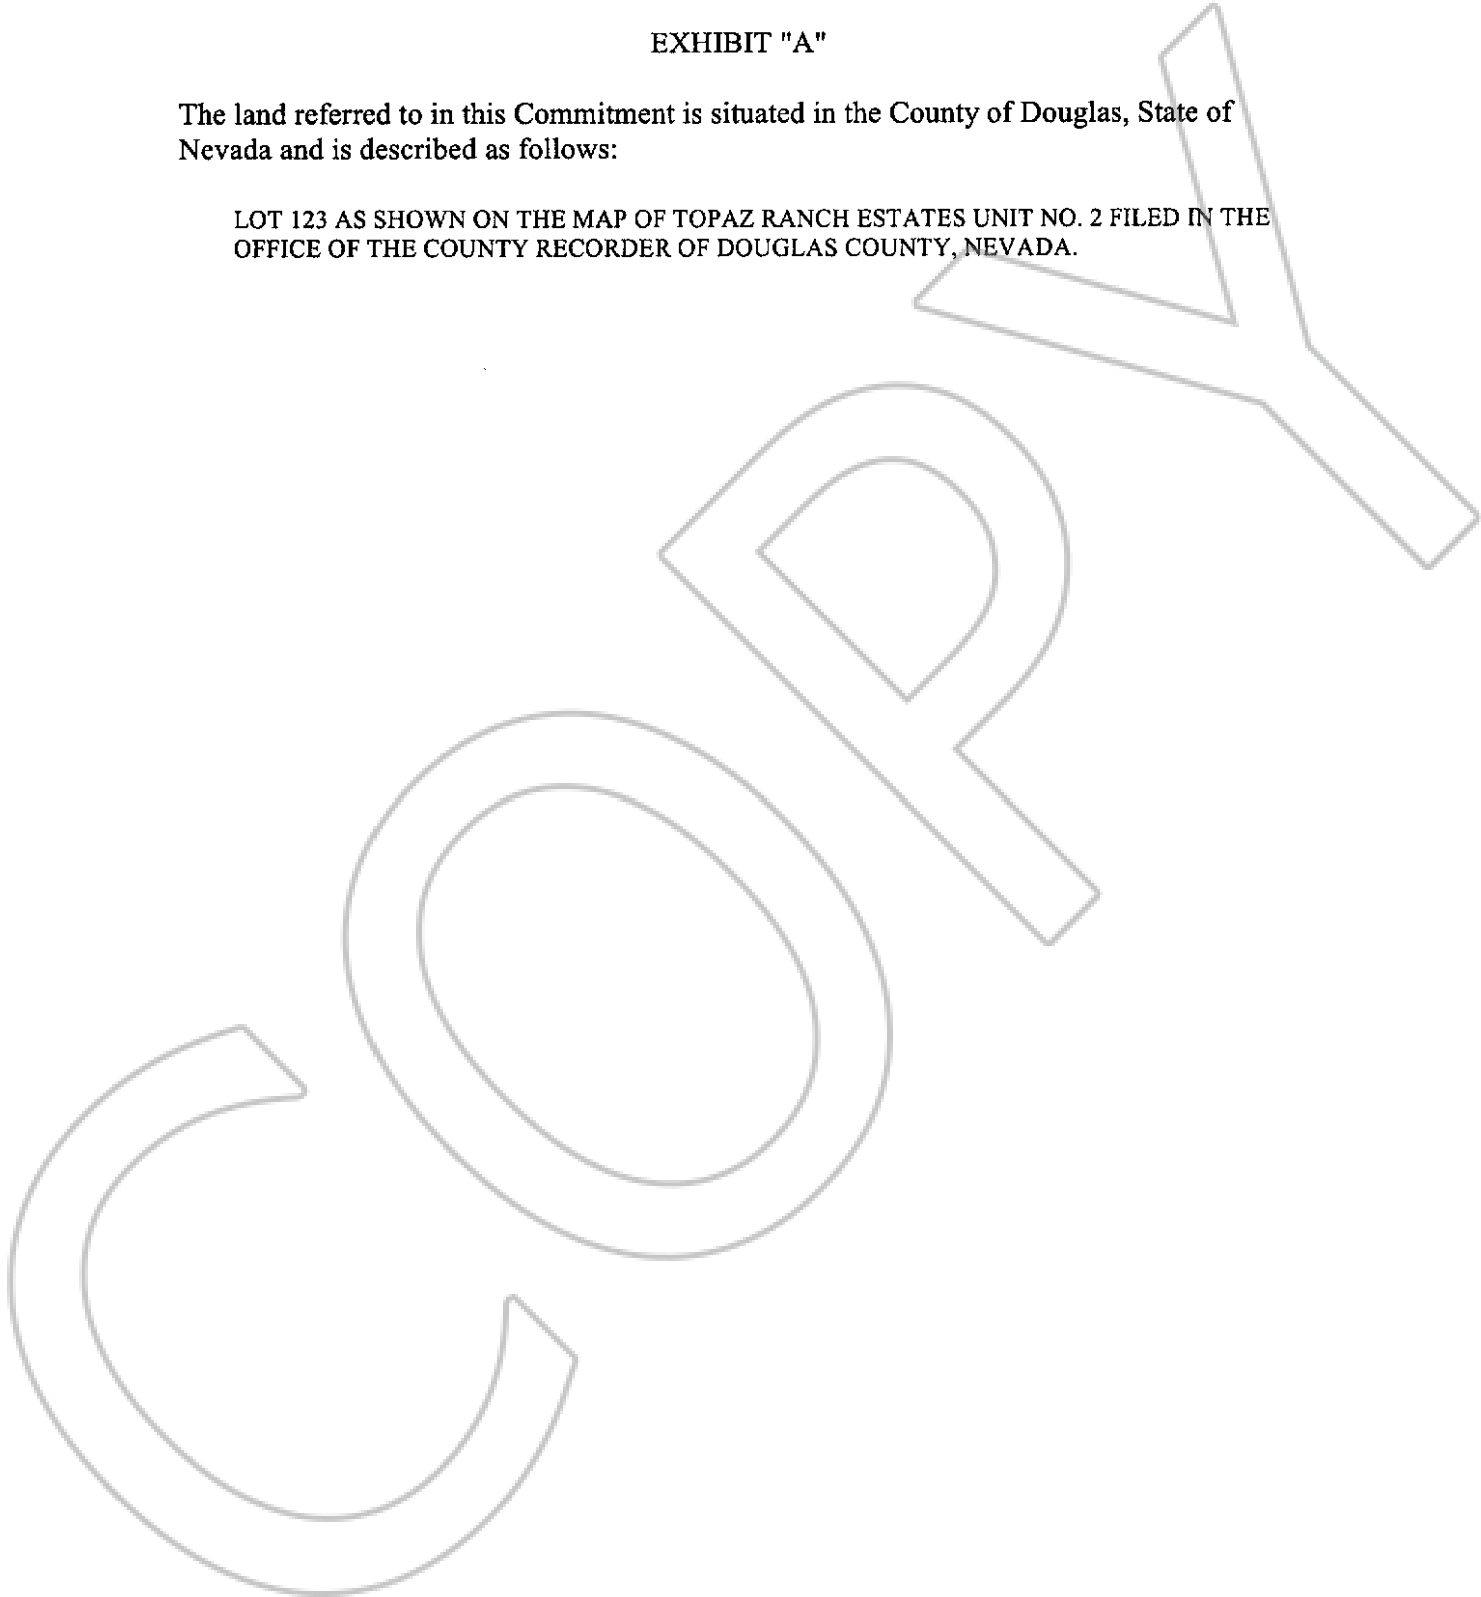 EXHIBIT "A"
The land referred to in this Commitment is situated in the County of Douglas, State of
Nevada and is described as follows:
LOT 123 AS SHOWN ON THE MAP OF TOPAZ RANCH ESTATES UNIT NO. 2 FILED IN THE
OFFICE OF THE COUNTY RECORDER OF DOUGLAS COUNTY, NEVADA.
COPY